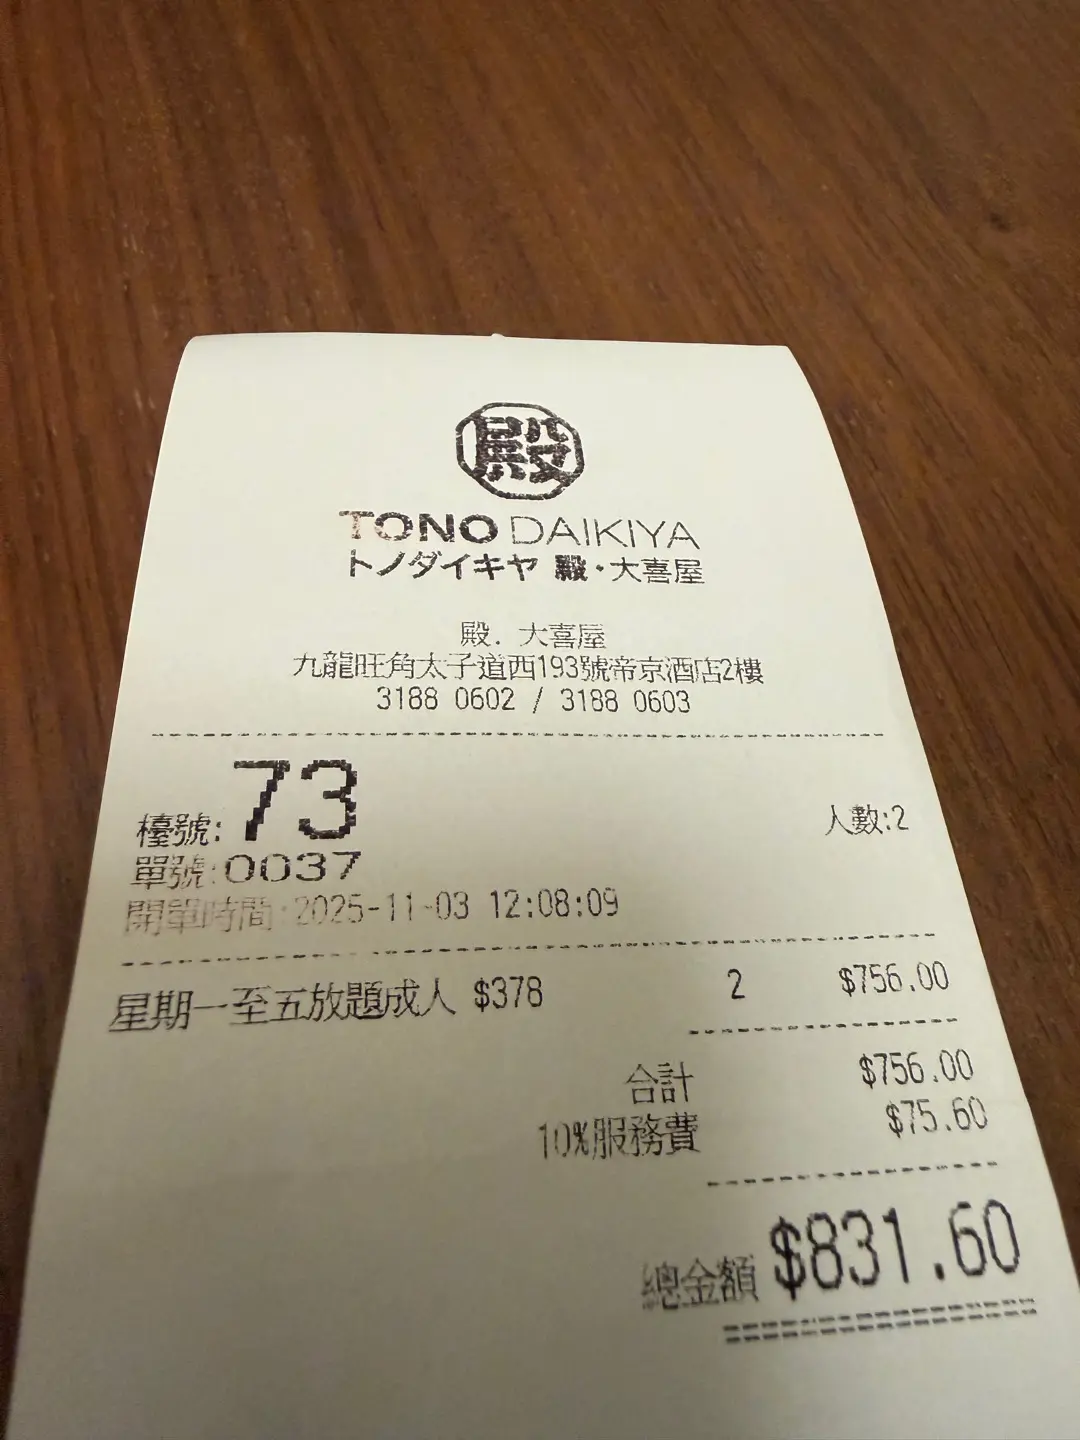 殿
TONO DAIKIYA
トノダイキヤ 殿・大喜屋
殿. 大喜屋
九龍旺角太子道西193號帝京酒店2樓
3188 0602 / 3188 0603
檯號: 73 人數:2
單號:0037
開單時間:2025-11-03 12:08:09
星期一至五放題成人 $378 2 $756.00
合計 $756.00
10%服務費 $75.60
總金額 $831.60